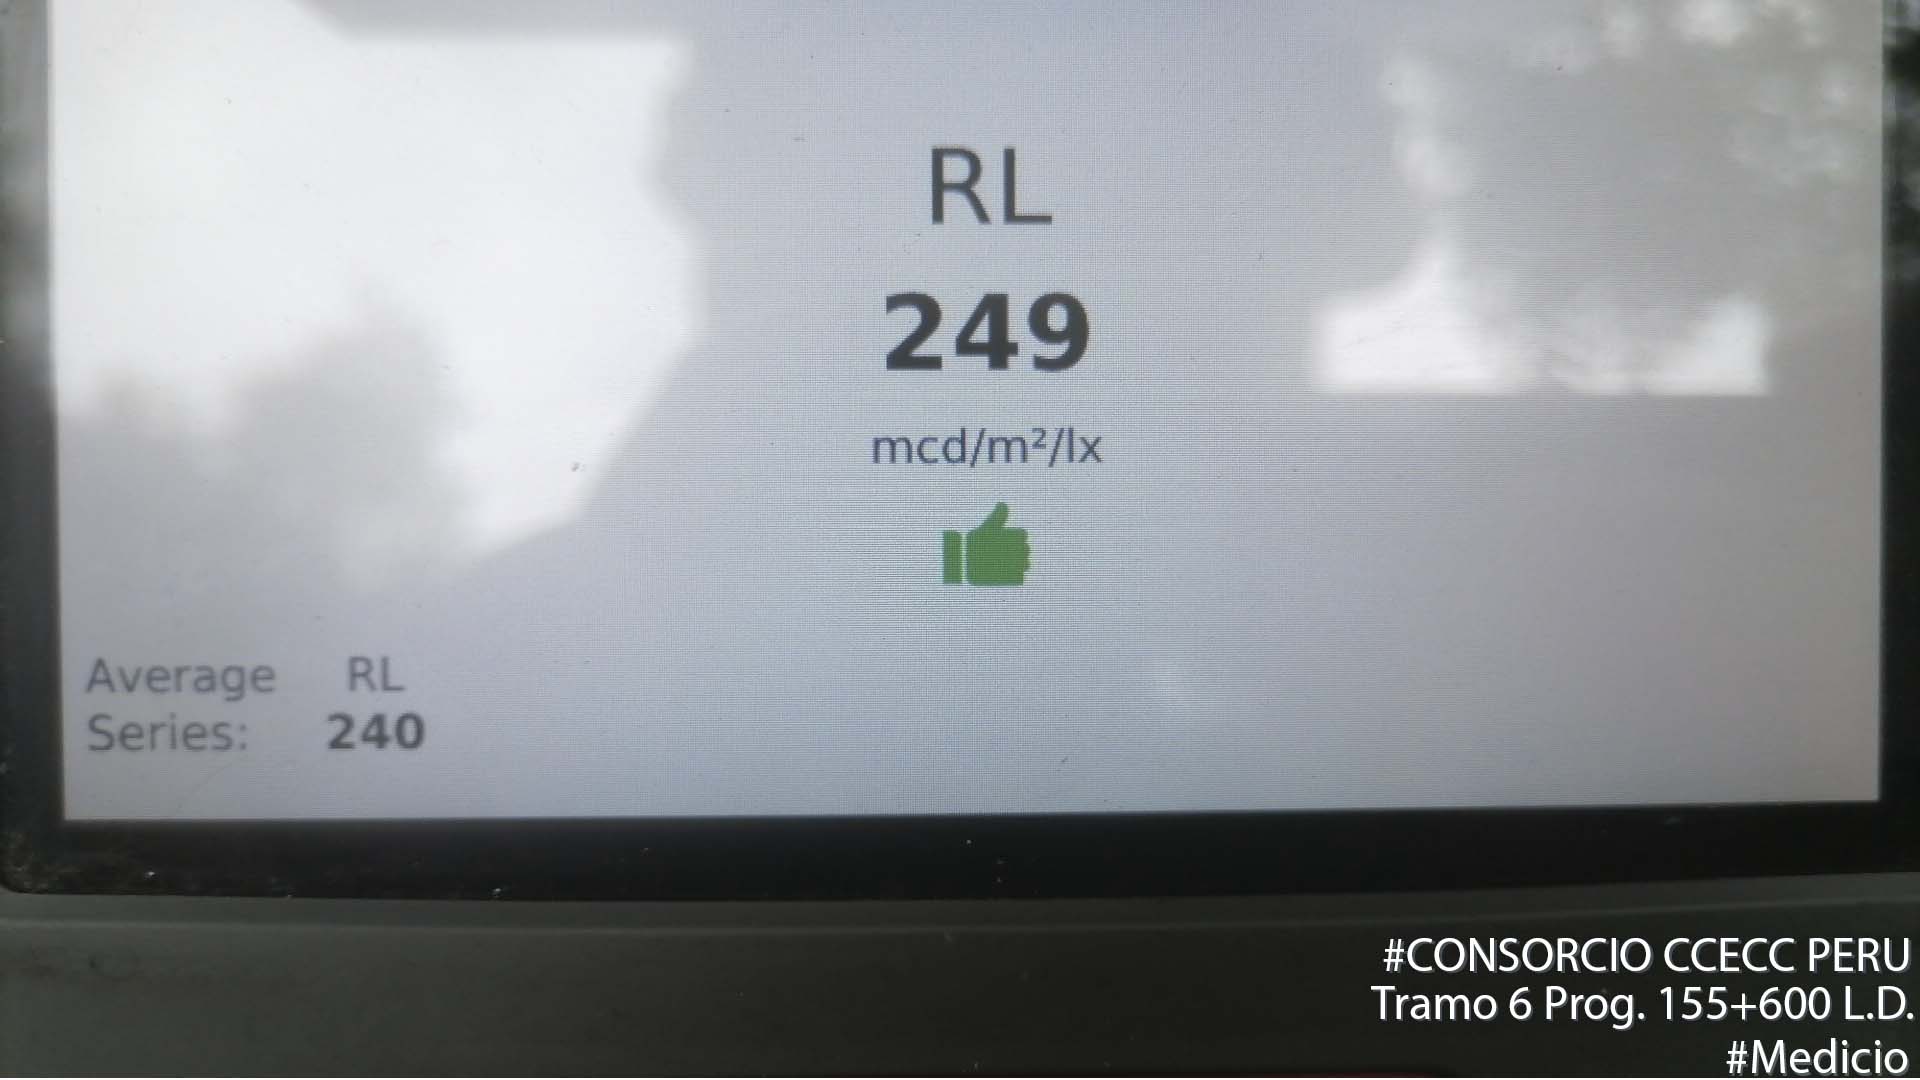 RL
249
mcd/m²/lx
Average RL
Series: 240
#CONSORCIO CCECC PERU
Tramo 6 Prog. 155+600 L.D.
#Medicio